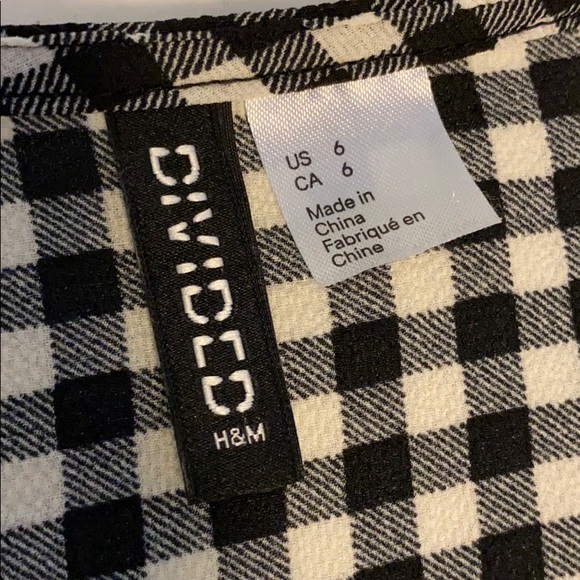 DIVIDED
H&M
US 6
CA 6
Made in
China
Fabriqué en
Chine